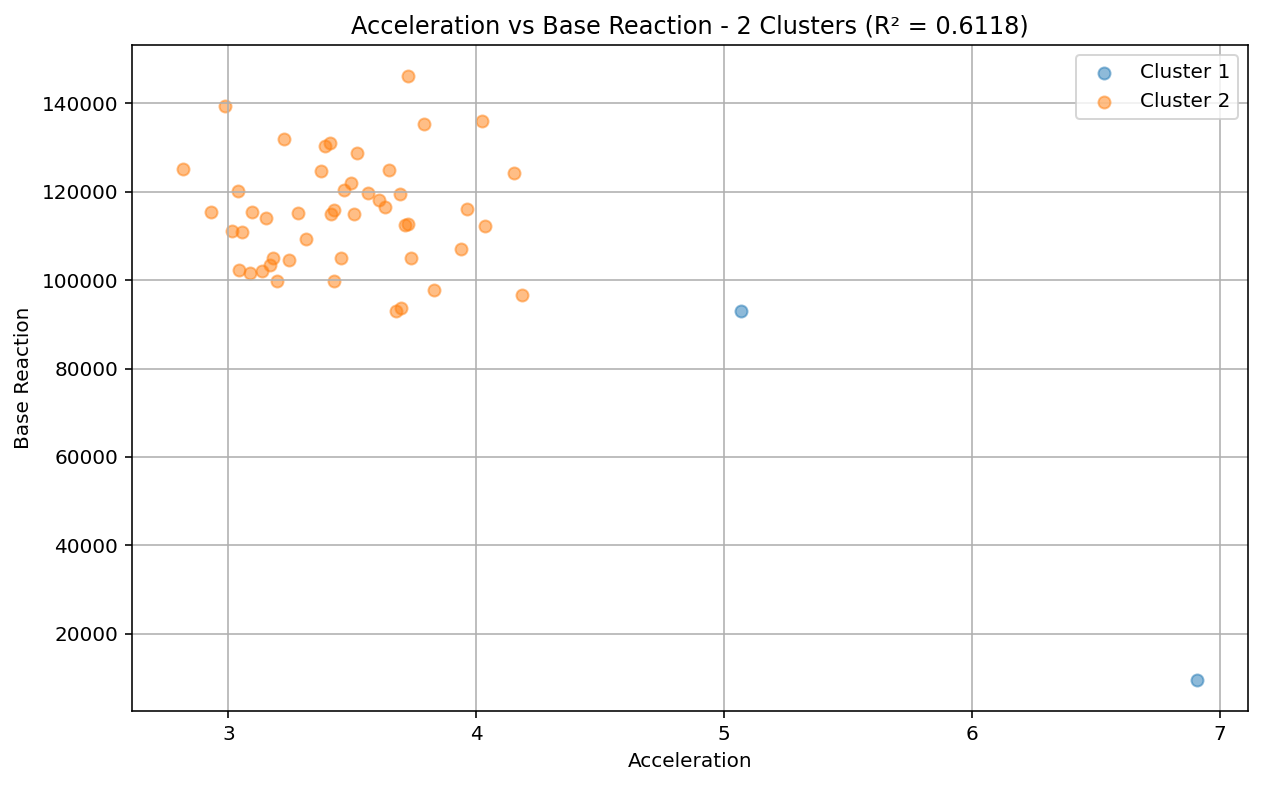 Acceleration vs Base Reaction - 2 Clusters (R² = 0.6118)
Cluster 1
Cluster 2
140000
120000
100000
80000
60000
40000
20000
Base Reaction
3 4 5 6 7
Acceleration